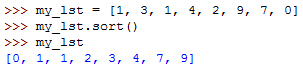 >>> my_lst = [1, 3, 1, 4, 2, 9, 7, 0]
>>> my_lst.sort()
>>> my_lst
[0, 1, 1, 2, 3, 4, 7, 9]